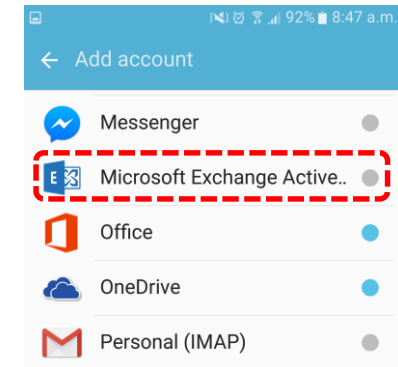 92% 8:47 a.m.
Add account
Messenger
E Microsoft Exchange Active..
Office
OneDrive
Personal (IMAP)